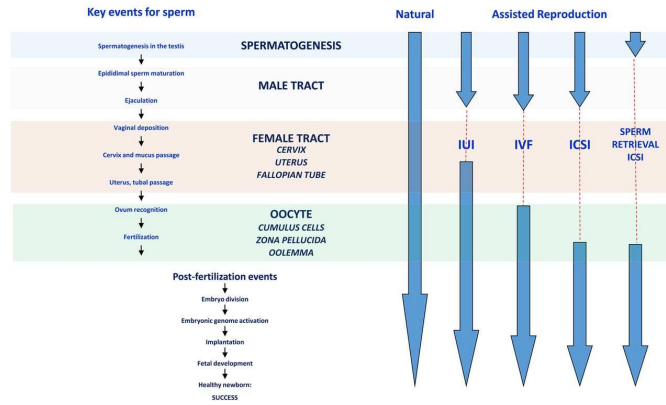 Key events for sperm
Natural
Assisted Reproduction
Spermatogenesis in the testis
SPERMATOGENESIS
Epididimal sperm maturation
MALE TRACT
Ejaculation
Vaginal deposition
FEMALE TRACT
CERVIX
UTERUS
FALLOPIAN TUBE
Cervix and mucus passage
Uterus, tubal passage
IUI
IVF
ICSI
SPERM
RETRIEVAL
ICSI
Ovum recognition
OOCYTE
CUMULUS CELLS
ZONA PELLUCIDA
OOLEMMA
Fertilization
Post-fertilization events
Embryo division
Embryonic genome activation
Implantation
Fetal development
Healthy newborn:
SUCCESS